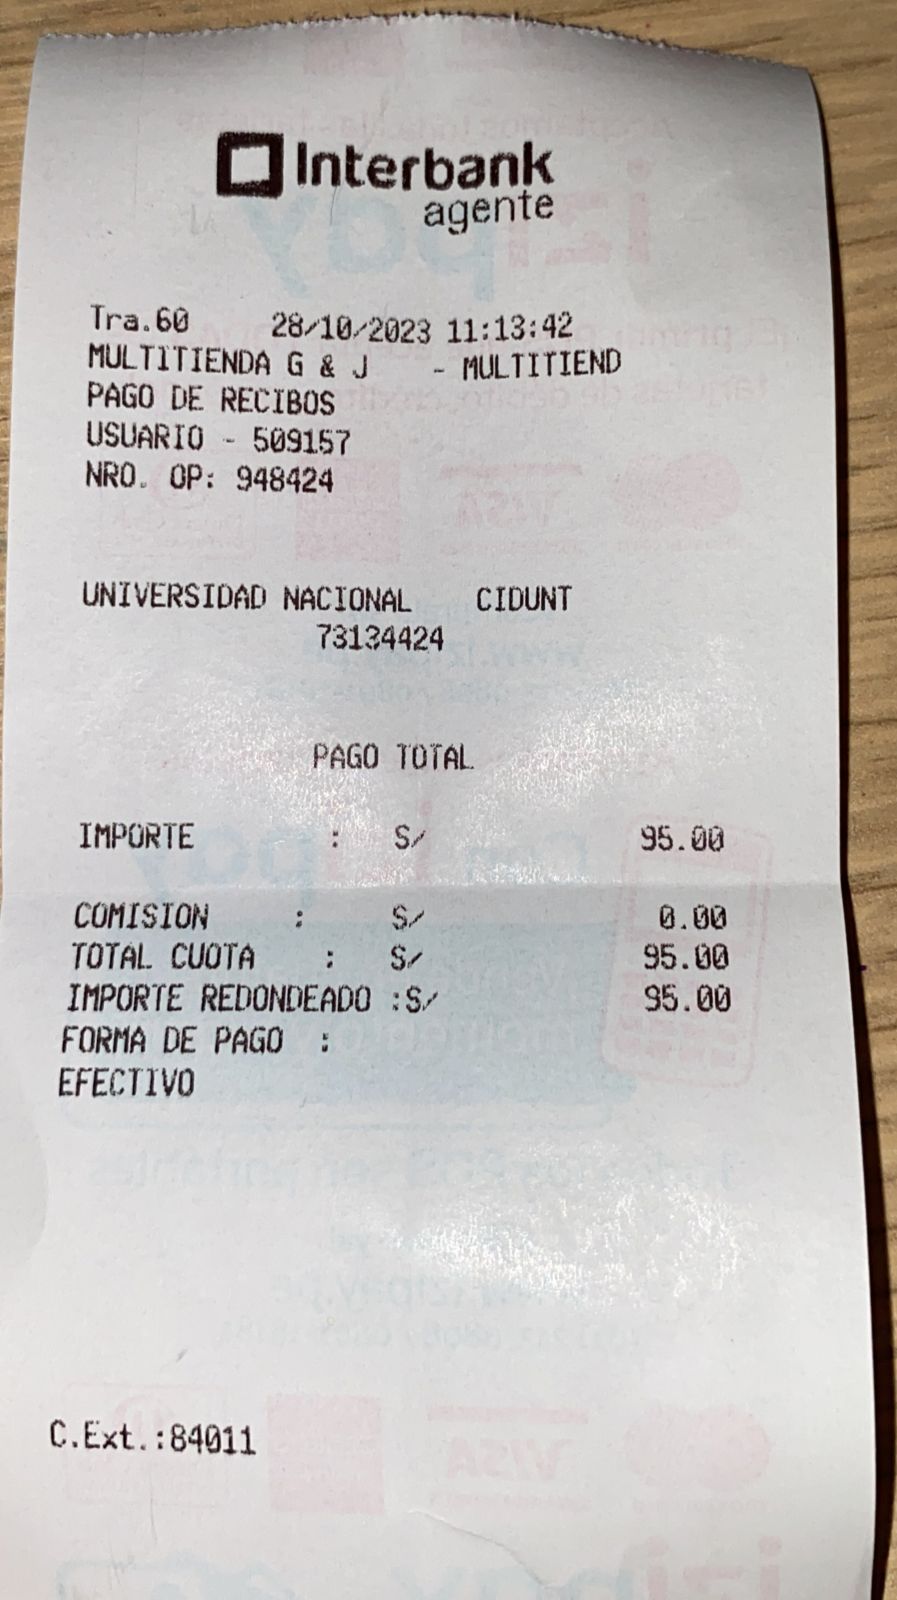 Interbank
agente
Tra.60 28/10/2023 11:13:42
MULTITIENDA G & J - MULTITIEND
PAGO DE RECIBOS
USUARIO - 509157
NRO. OP: 948424
UNIVERSIDAD NACIONAL CIDUNT
73134424
PAGO TOTAL
IMPORTE : S/ 95.00
COMISION : S/ 0.00
TOTAL CUOTA : S/ 95.00
IMPORTE REDONDEADO :S/ 95.00
FORMA DE PAGO :
EFECTIVO
C.Ext.:84011